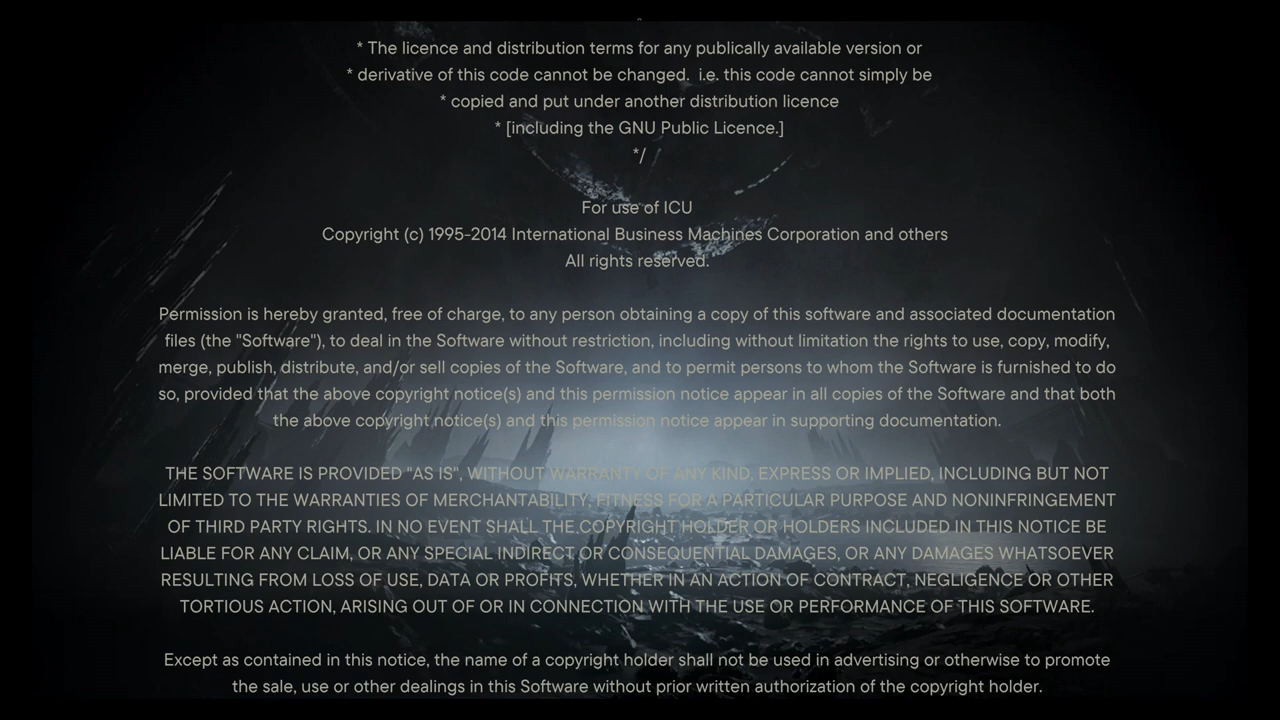 * The licence and distribution terms for any publically available version or
* derivative of this code cannot be changed.  i.e. this code cannot simply be
* copied and put under another distribution licence
* [including the GNU Public Licence.]
*/
For use of ICU
Copyright (c) 1995-2014 International Business Machines Corporation and others
All rights reserved.
Permission is hereby granted, free of charge, to any person obtaining a copy of this software and associated documentation
files (the "Software"), to deal in the Software without restriction, including without limitation the rights to use, copy, modify,
merge, publish, distribute, and/or sell copies of the Software, and to permit persons to whom the Software is furnished to do
so, provided that the above copyright notice(s) and this permission notice appear in all copies of the Software and that both
the above copyright notice(s) and this permission notice appear in supporting documentation.
THE SOFTWARE IS PROVIDED "AS IS", WITHOUT WARRANTY OF ANY KIND, EXPRESS OR IMPLIED, INCLUDING BUT NOT
LIMITED TO THE WARRANTIES OF MERCHANTABILITY, FITNESS FOR A PARTICULAR PURPOSE AND NONINFRINGEMENT
OF THIRD PARTY RIGHTS. IN NO EVENT SHALL THE COPYRIGHT HOLDER OR HOLDERS INCLUDED IN THIS NOTICE BE
LIABLE FOR ANY CLAIM, OR ANY SPECIAL INDIRECT OR CONSEQUENTIAL DAMAGES, OR ANY DAMAGES WHATSOEVER
RESULTING FROM LOSS OF USE, DATA OR PROFITS, WHETHER IN AN ACTION OF CONTRACT, NEGLIGENCE OR OTHER
TORTIOUS ACTION, ARISING OUT OF OR IN CONNECTION WITH THE USE OR PERFORMANCE OF THIS SOFTWARE.
Except as contained in this notice, the name of a copyright holder shall not be used in advertising or otherwise to promote
the sale, use or other dealings in this Software without prior written authorization of the copyright holder.